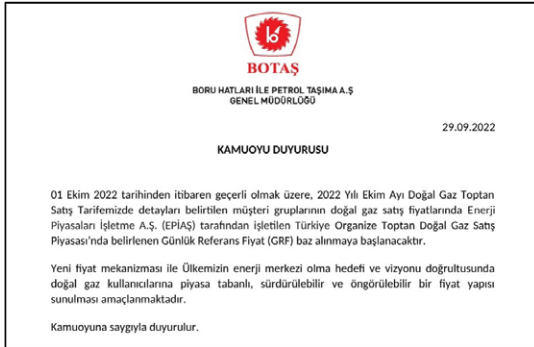 BOTAŞ
BORU HATLARI İLE PETROL TAŞIMA A.Ş
GENEL MÜDÜRLÜĞÜ
29.09.2022
KAMUOYU DUYURUSU
01 Ekim 2022 tarihinden itibaren geçerli olmak üzere, 2022 Yılı Ekim Ayı Doğal Gaz Toptan
Satış Tarifemizde detayları belirtilen müşteri gruplarının doğal gaz satış fiyatlarında Enerji
Piyasaları İşletme A.Ş. (EPİAŞ) tarafından işletilen Türkiye Organize Toptan Doğal Gaz Satış
Piyasası'nda belirlenen Günlük Referans Fiyat (GRF) baz alınmaya başlanacaktır.
Yeni fiyat mekanizması ile Ülkemizin enerji merkezi olma hedefi ve vizyonu doğrultusunda
doğal gaz kullanıcılarına piyasa tabanlı, sürdürülebilir ve öngörülebilir bir fiyat yapısı
sunulması amaçlanmaktadır.
Kamuoyuna saygıyla duyurulur.